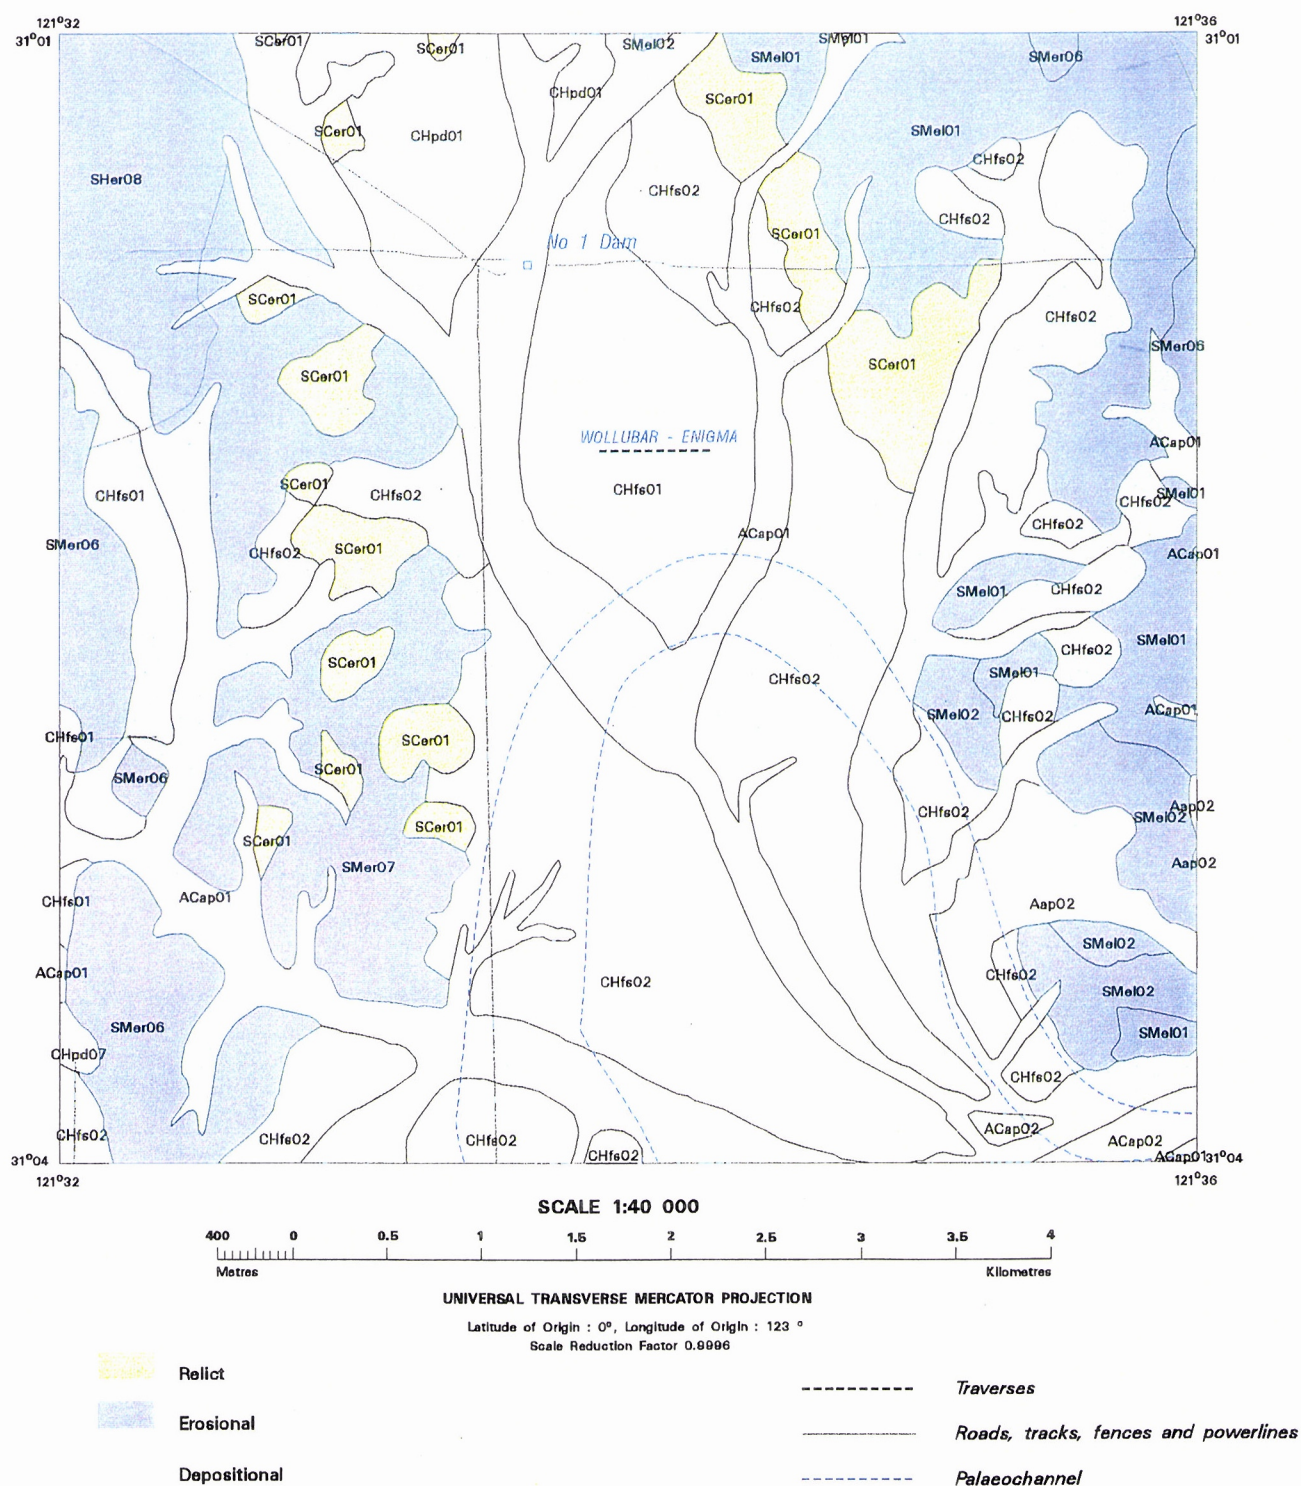 121°32
121°36
31°01
SCer01
SCer01
SMel02
SMel01
SMel01
SMer06
31°01
CHpd01
SCer01
SCer01
CHpd01
SMel01
CHfs02
SHer08
CHfs02
CHfs02
SCer01
No 1 Dam
SCer01
CHfs02
CHfs02
SMer06
SCer01
SCer01
WOLLUBAR - ENIGMA
ACap01
SCer01
CHfs02
CHfs01
CHfs01
CHfs02
SMel01
CHfs02
ACap01
SMer06
CHfs02
SCer01
ACap01
SMel01
CHfs02
SMel01
CHfs02
SCer01
SMel01
CHfs02
ACap01
SMel02
CHfs02
CHfs01
SCer01
SCer01
SMer06
Aap02
SMel02
CHfs02
SCer01
SCer01
SMer07
Aap02
ACap01
CHfs01
Aap02
SMel02
ACap01
CHfs02
CHfs02
SMel02
SMer06
SMel01
CHpd07
CHfs02
CHfs02
CHfs02
CHfs02
CHfs02
ACap02
ACap02
ACap01
31°04
31°04
121°32
121°36
SCALE 1:40 000
400 0 0.5 1 1.5 2 2.5 3 3.5 4
Metres
Kilometres
UNIVERSAL TRANSVERSE MERCATOR PROJECTION
Latitude of Origin : 0°, Longitude of Origin : 123 °
Scale Reduction Factor 0.9996
Relict
Erosional
Depositional
Traverses
Roads, tracks, fences and powerlines
Palaeochannel